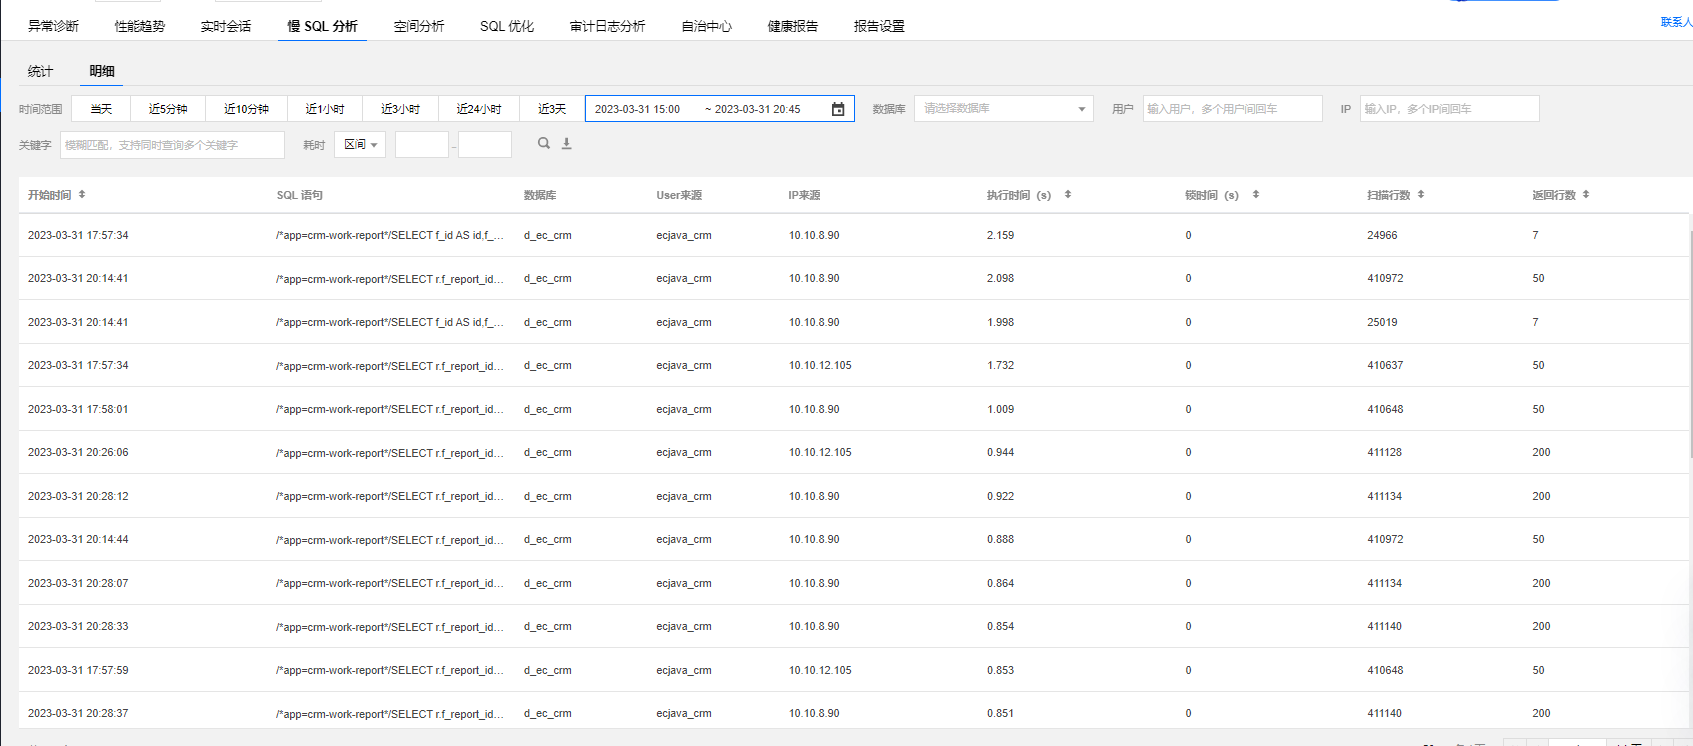 异常诊断 性能趋势 实时会话 慢 SQL 分析 空间分析 SQL 优化 审计日志分析 自治中心 健康报告 报告设置 联系人
统计 明细
时间范围 当天 近5分钟 近10分钟 近1小时 近3小时 近24小时 近3天 2023-03-31 15:00 ~ 2023-03-31 20:45 数据库 请选择数据库 用户 输入用户，多个用户间回车 IP 输入IP，多个IP间回车
关键字 模糊匹配，支持同时查询多个关键字 耗时 区间 -
开始时间 SQL 语句 数据库 User来源 IP来源 执行时间（s） 锁时间（s） 扫描行数 返回行数
2023-03-31 17:57:34 /*app=crm-work-report*/SELECT f_id AS id,f_... d_ec_crm ecjava_crm 10.10.8.90 2.159 0 24966 7
2023-03-31 20:14:41 /*app=crm-work-report*/SELECT r.f_report_id... d_ec_crm ecjava_crm 10.10.8.90 2.098 0 410972 50
2023-03-31 20:14:41 /*app=crm-work-report*/SELECT f_id AS id,f_... d_ec_crm ecjava_crm 10.10.8.90 1.998 0 25019 7
2023-03-31 17:57:34 /*app=crm-work-report*/SELECT r.f_report_id... d_ec_crm ecjava_crm 10.10.12.105 1.732 0 410637 50
2023-03-31 17:58:01 /*app=crm-work-report*/SELECT r.f_report_id... d_ec_crm ecjava_crm 10.10.8.90 1.009 0 410648 50
2023-03-31 20:26:06 /*app=crm-work-report*/SELECT r.f_report_id... d_ec_crm ecjava_crm 10.10.12.105 0.944 0 411128 200
2023-03-31 20:28:12 /*app=crm-work-report*/SELECT r.f_report_id... d_ec_crm ecjava_crm 10.10.8.90 0.922 0 411134 200
2023-03-31 20:14:44 /*app=crm-work-report*/SELECT r.f_report_id... d_ec_crm ecjava_crm 10.10.8.90 0.888 0 410972 50
2023-03-31 20:28:07 /*app=crm-work-report*/SELECT r.f_report_id... d_ec_crm ecjava_crm 10.10.8.90 0.864 0 411134 200
2023-03-31 20:28:33 /*app=crm-work-report*/SELECT r.f_report_id... d_ec_crm ecjava_crm 10.10.8.90 0.854 0 411140 200
2023-03-31 17:57:59 /*app=crm-work-report*/SELECT r.f_report_id... d_ec_crm ecjava_crm 10.10.12.105 0.853 0 410648 50
2023-03-31 20:28:37 /*app=crm-work-report*/SELECT r.f_report_id... d_ec_crm ecjava_crm 10.10.8.90 0.851 0 411140 200